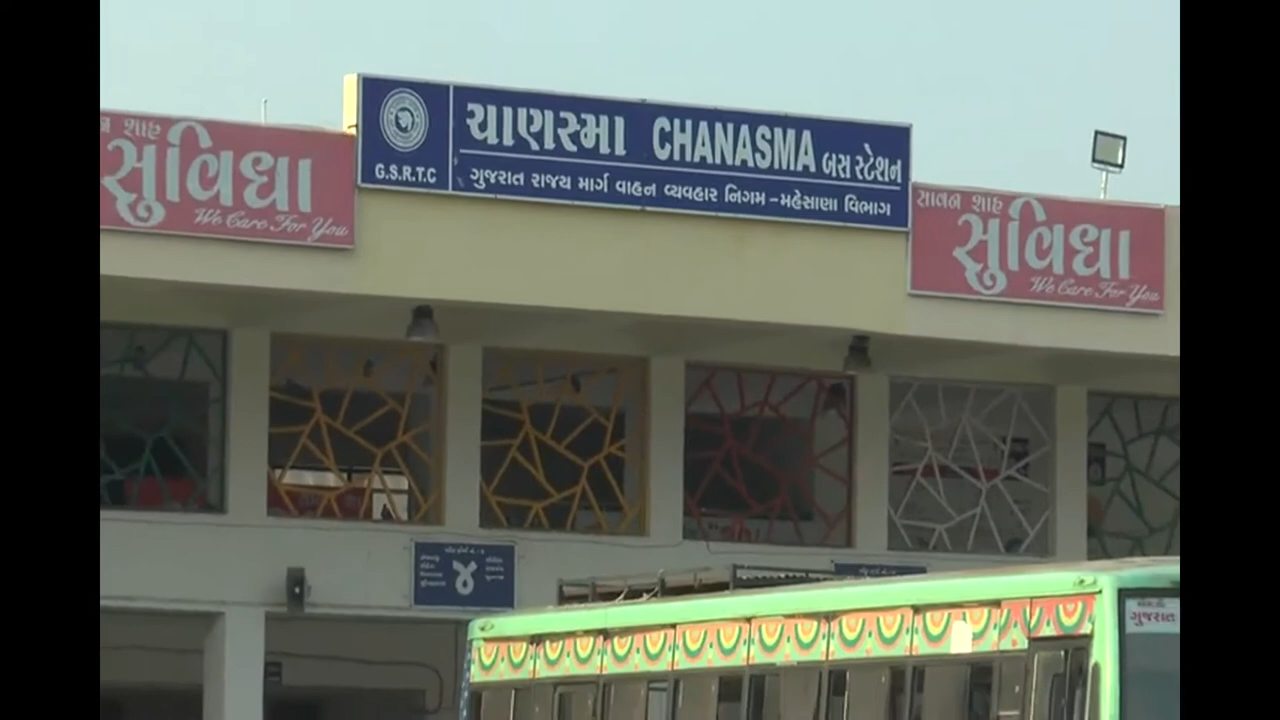 ચાણસ્મા CHANASMA બસ સ્ટેશન
G.S.R.T.C
ગુજરાત રાજ્ય માર્ગ વાહન વ્યવહાર નિગમ – મહેસાણા વિભાગ
શાહ
સુવિધા
We Care For You
સાવન શાહ
સુવિધા
We Care For You
૪
ગુજરાત